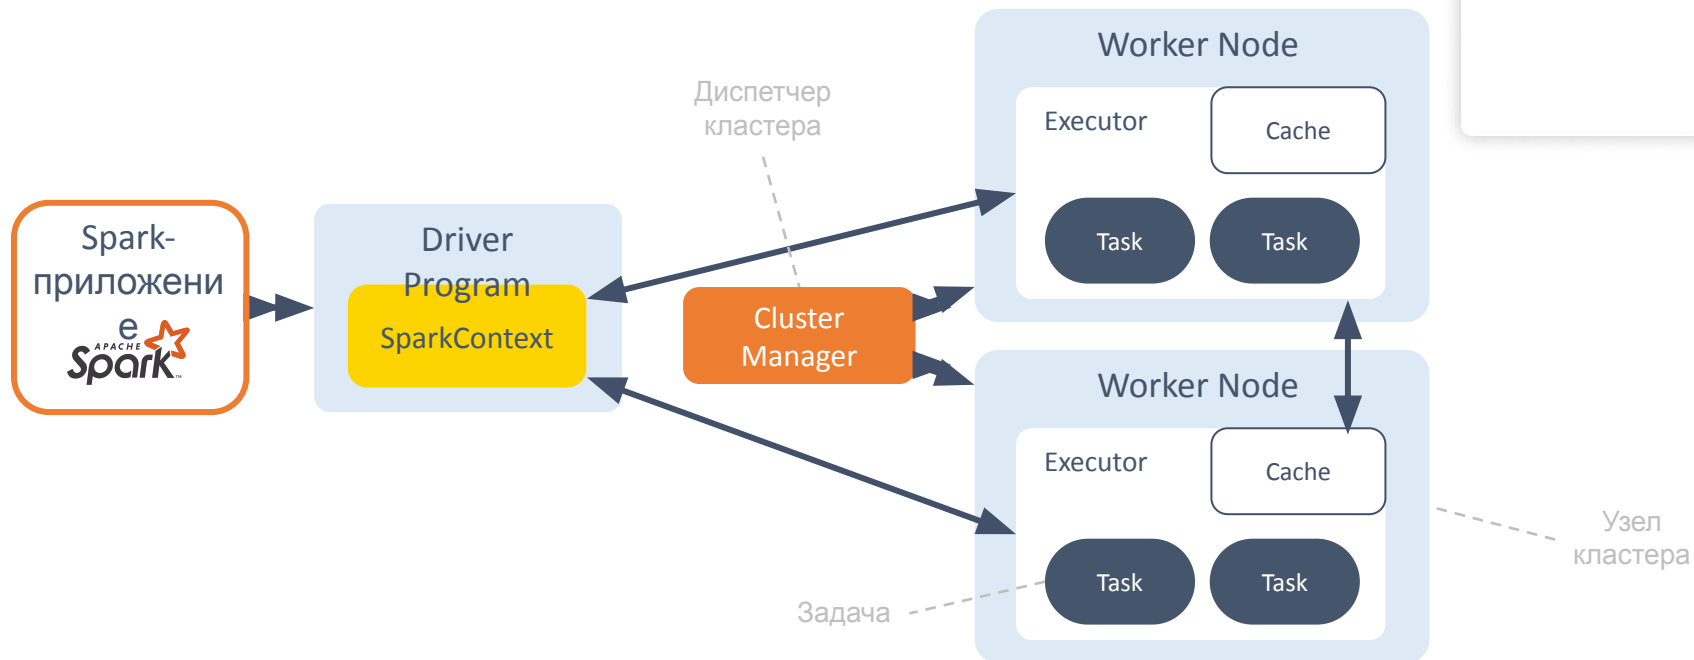 Worker Node
Executor
Cache
Task
Task
Диспетчер
кластера
Spark-
приложени
е
APACHE
Spark
TM
Driver
Program
SparkContext
Cluster
Manager
Worker Node
Executor
Cache
Task
Task
Задача
Узел
кластера